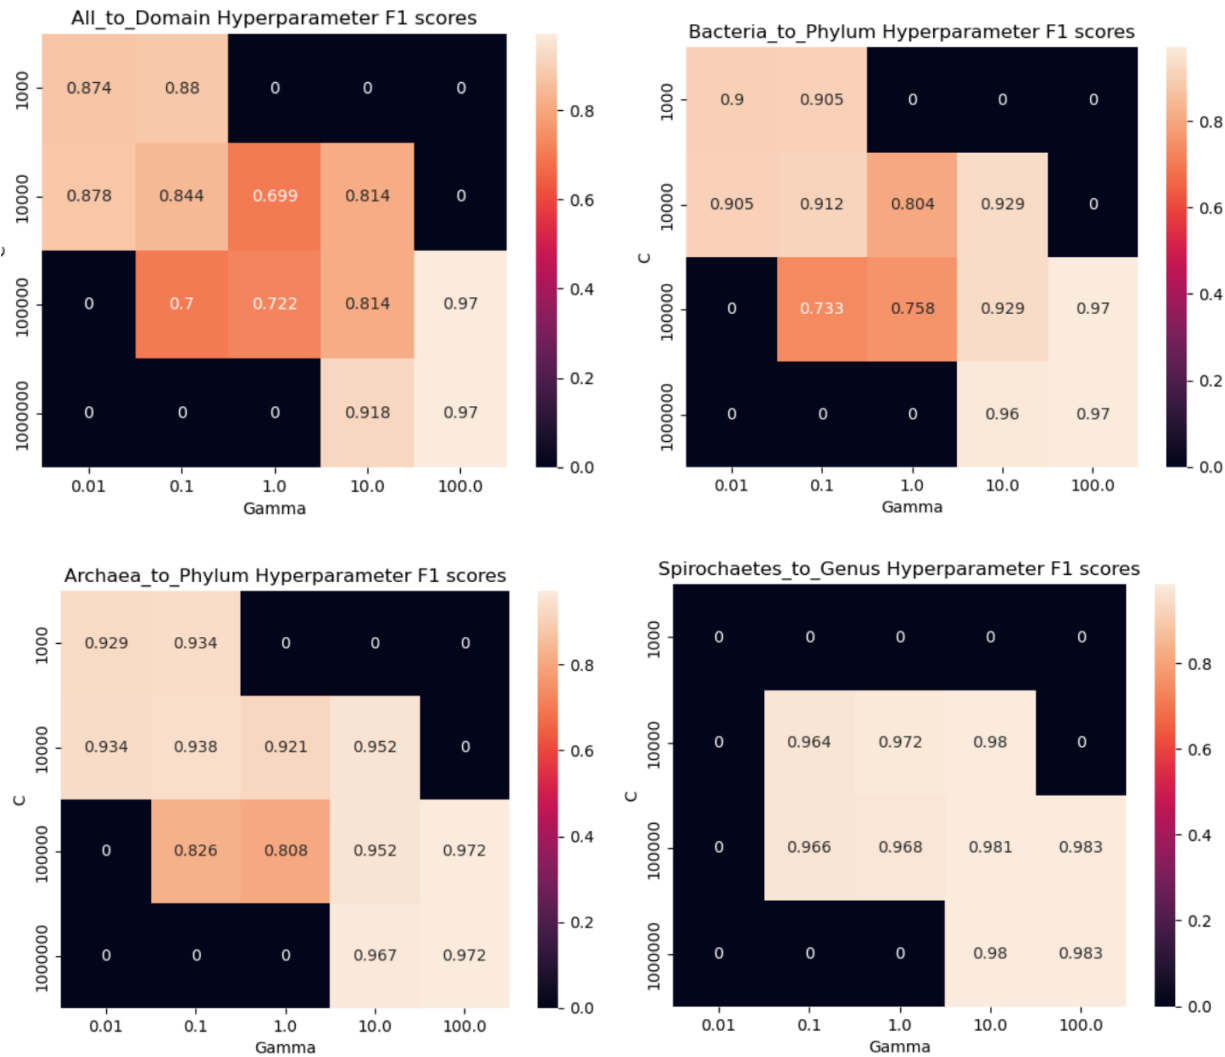 All_to_Domain Hyperparameter F1 scores
1000 0.874 0.88 0 0 0
10000 0.878 0.844 0.699 0.814 0
100000 0 0.7 0.722 0.814 0.97
1000000 0 0 0 0.918 0.97
0.01 0.1 1.0 10.0 100.0
Gamma
0.8
0.6
0.4
0.2
0.0
Bacteria_to_Phylum Hyperparameter F1 scores
C
1000 0.9 0.905 0 0 0
10000 0.905 0.912 0.804 0.929 0
100000 0 0.733 0.758 0.929 0.97
1000000 0 0 0 0.96 0.97
0.01 0.1 1.0 10.0 100.0
Gamma
0.8
0.6
0.4
0.2
0.0
Archaea_to_Phylum Hyperparameter F1 scores
C
1000 0.929 0.934 0 0 0
10000 0.934 0.938 0.921 0.952 0
100000 0 0.826 0.808 0.952 0.972
1000000 0 0 0 0.967 0.972
0.01 0.1 1.0 10.0 100.0
Gamma
0.8
0.6
0.4
0.2
0.0
Spirochaetes_to_Genus Hyperparameter F1 scores
C
1000 0 0 0 0 0
10000 0 0.964 0.972 0.98 0
100000 0 0.966 0.968 0.981 0.983
1000000 0 0 0 0.98 0.983
0.01 0.1 1.0 10.0 100.0
Gamma
0.8
0.6
0.4
0.2
0.0